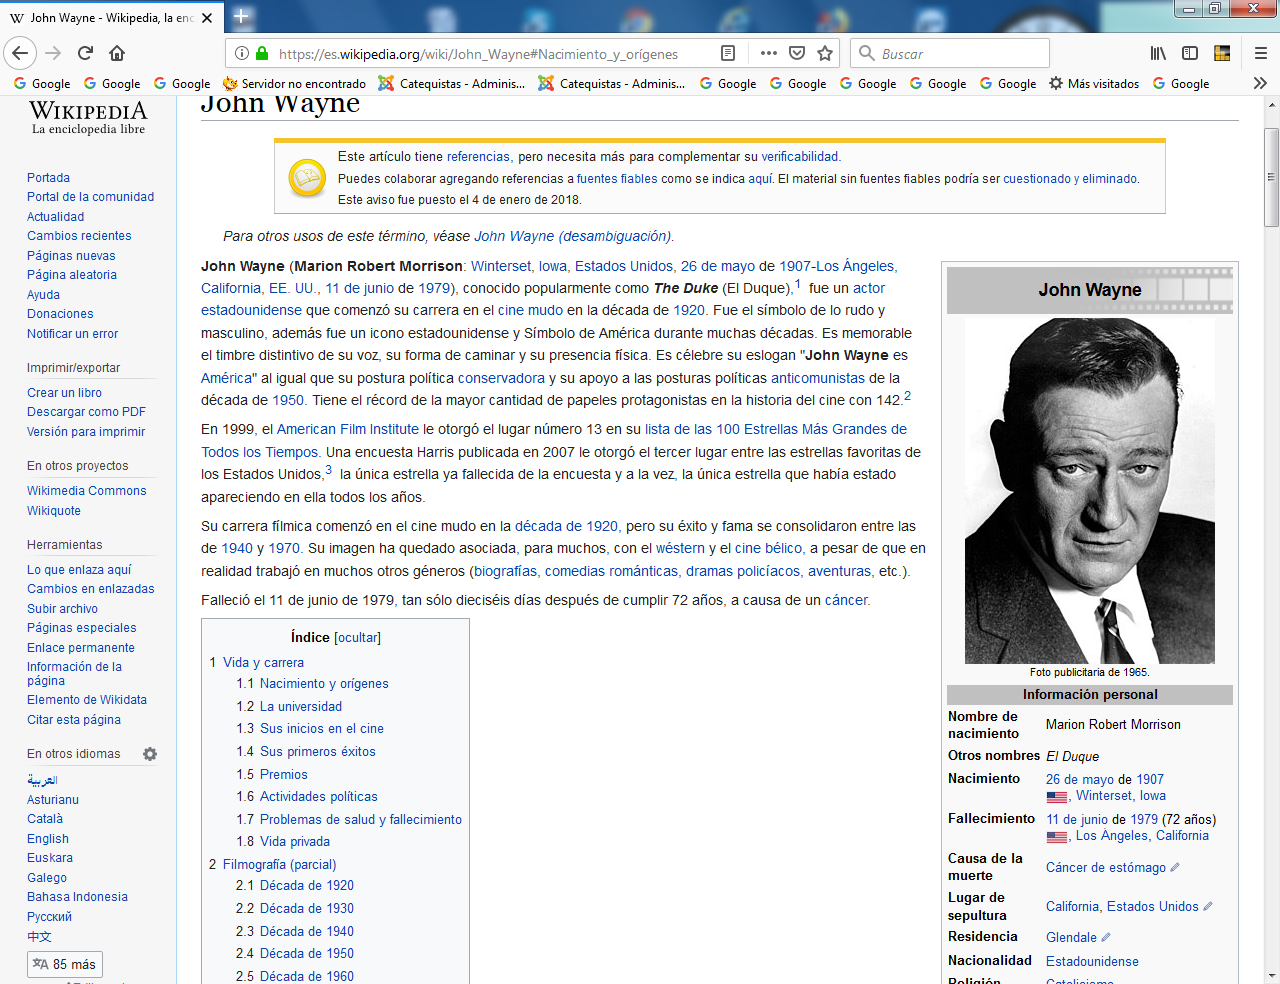 John Wayne - Wikipedia, la enc
https://es.wikipedia.org/wiki/John_Wayne#Nacimiento_y_orígenes
Buscar
Google Google Google Servidor no encontrado Catequistas - Adminis... Catequistas - Adminis... Google Google Google Google Google Más visitados Google
WIKIPEDIA
La enciclopedia libre
Portada
Portal de la comunidad
Actualidad
Cambios recientes
Páginas nuevas
Página aleatoria
Ayuda
Donaciones
Notificar un error
Imprimir/exportar
Crear un libro
Descargar como PDF
Versión para imprimir
En otros proyectos
Wikimedia Commons
Wikiquote
Herramientas
Lo que enlaza aquí
Cambios en enlazadas
Subir archivo
Páginas especiales
Enlace permanente
Información de la
página
Elemento de Wikidata
Citar esta página
En otros idiomas
العربية
Asturianu
Català
English
Euskara
Galego
Bahasa Indonesia
Русский
中文
85 más
John Wayne
Este artículo tiene referencias, pero necesita más para complementar su verificabilidad.
Puedes colaborar agregando referencias a fuentes fiables como se indica aquí. El material sin fuentes fiables podría ser cuestionado y eliminado.
Este aviso fue puesto el 4 de enero de 2018.
Para otros usos de este término, véase John Wayne (desambiguación).
John Wayne (Marion Robert Morrison: Winterset, Iowa, Estados Unidos, 26 de mayo de 1907-Los Ángeles,
California, EE. UU., 11 de junio de 1979), conocido popularmente como The Duke (El Duque),1 fue un actor
estadounidense que comenzó su carrera en el cine mudo en la década de 1920. Fue el símbolo de lo rudo y
masculino, además fue un icono estadounidense y Símbolo de América durante muchas décadas. Es memorable
el timbre distintivo de su voz, su forma de caminar y su presencia física. Es célebre su eslogan "John Wayne es
América" al igual que su postura política conservadora y su apoyo a las posturas políticas anticomunistas de la
década de 1950. Tiene el récord de la mayor cantidad de papeles protagonistas en la historia del cine con 142.2
En 1999, el American Film Institute le otorgó el lugar número 13 en su lista de las 100 Estrellas Más Grandes de
Todos los Tiempos. Una encuesta Harris publicada en 2007 le otorgó el tercer lugar entre las estrellas favoritas de
los Estados Unidos,3 la única estrella ya fallecida de la encuesta y a la vez, la única estrella que había estado
apareciendo en ella todos los años.
Su carrera fílmica comenzó en el cine mudo en la década de 1920, pero su éxito y fama se consolidaron entre las
de 1940 y 1970. Su imagen ha quedado asociada, para muchos, con el wéstern y el cine bélico, a pesar de que en
realidad trabajó en muchos otros géneros (biografías, comedias románticas, dramas policíacos, aventuras, etc.).
Falleció el 11 de junio de 1979, tan sólo dieciséis días después de cumplir 72 años, a causa de un cáncer.
Índice [ocultar]
1 Vida y carrera
1.1 Nacimiento y orígenes
1.2 La universidad
1.3 Sus inicios en el cine
1.4 Sus primeros éxitos
1.5 Premios
1.6 Actividades políticas
1.7 Problemas de salud y fallecimiento
1.8 Vida privada
2 Filmografía (parcial)
2.1 Década de 1920
2.2 Década de 1930
2.3 Década de 1940
2.4 Década de 1950
2.5 Década de 1960
John Wayne
Foto publicitaria de 1965.
Información personal
Nombre de
nacimiento Marion Robert Morrison
Otros nombres El Duque
Nacimiento 26 de mayo de 1907
, Winterset, Iowa
Fallecimiento 11 de junio de 1979 (72 años)
, Los Ángeles, California
Causa de la
muerte Cáncer de estómago
Lugar de
sepultura California, Estados Unidos
Residencia Glendale
Nacionalidad Estadounidense
Religión Catolicismo